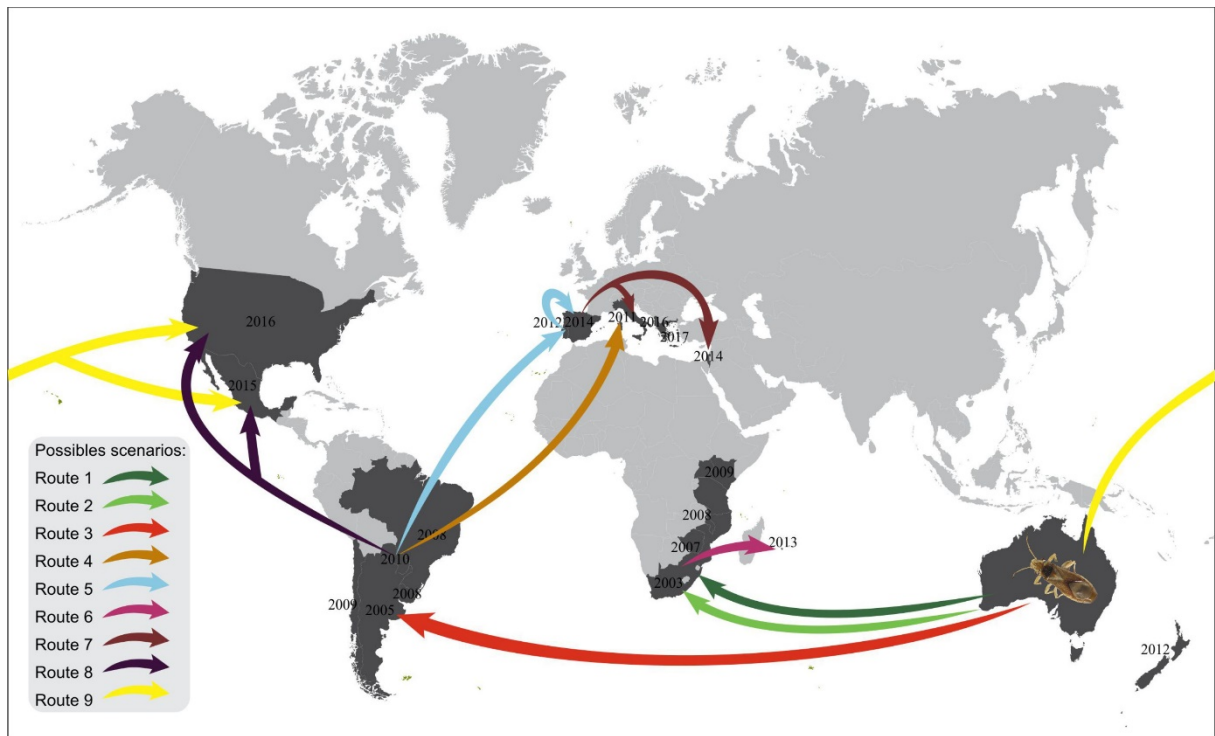 2016
2015
2012
2014
2011
2016
2017
2014
2009
2008
2007
2013
2003
2008
2010
2008
2009
2005
2012
Possibles scenarios:
Route 1
Route 2
Route 3
Route 4
Route 5
Route 6
Route 7
Route 8
Route 9